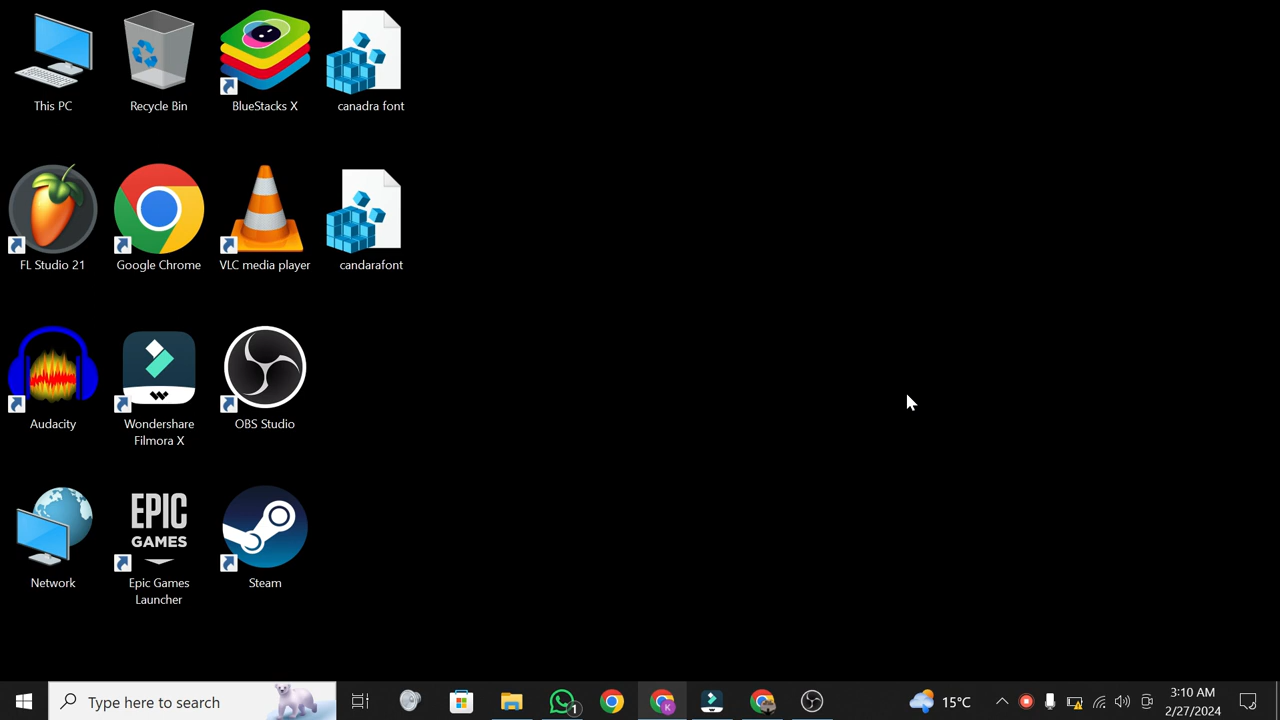 This PC
Recycle Bin
BlueStacks X
canadra font
FL Studio 21
Google Chrome
VLC media player
candarafont
Audacity
Wondershare
Filmora X
OBS Studio
Network
EPIC
GAMES
Epic Games
Launcher
Steam
Type here to search
1
K
15°C
3:10 AM
2/27/2024